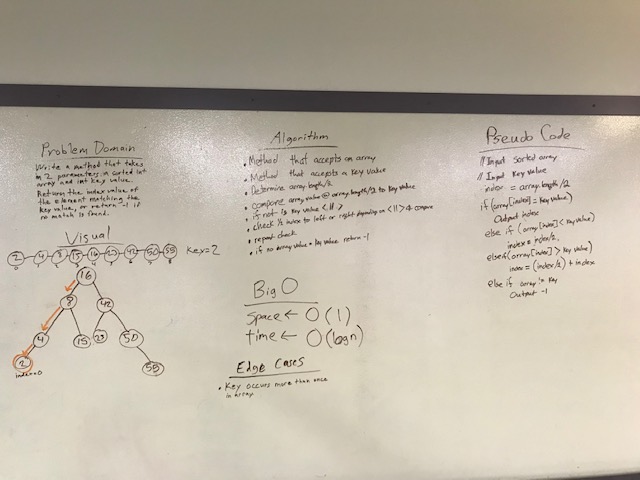 Problem Domain
Write a method that takes
in 2 parameters: a sorted int
array and int key value.
Return the index value of
the element matching the
key value, or return -1 if
no match is found.
Visual
2 4 8 15 16 23 42 50 55 Key=2
16
8 42
4 15 23 50
2 55
index=0
Algorithm
• Method that accepts an array
• Method that accepts a Key value
• Determine array.length/2
• compare array value @ array.length/2 to Key value
• if not is Key value < || >
• check ½ index to left or right depending on < || > & compare
• repeat check
• if no array value = key value return -1
Big O
space ← O(1)
time ← O(logn)
Edge Cases
• Key occurs more than once
in array.
Pseudo Code
// Input sorted array
// Input Key value
index = array.length/2
if(array[index] = Key value)
Output index
else if (array[index] < Key value)
index = index/2,
else if(array[index] > Key value)
index = (index/2) + index
else if array != Key
Output -1